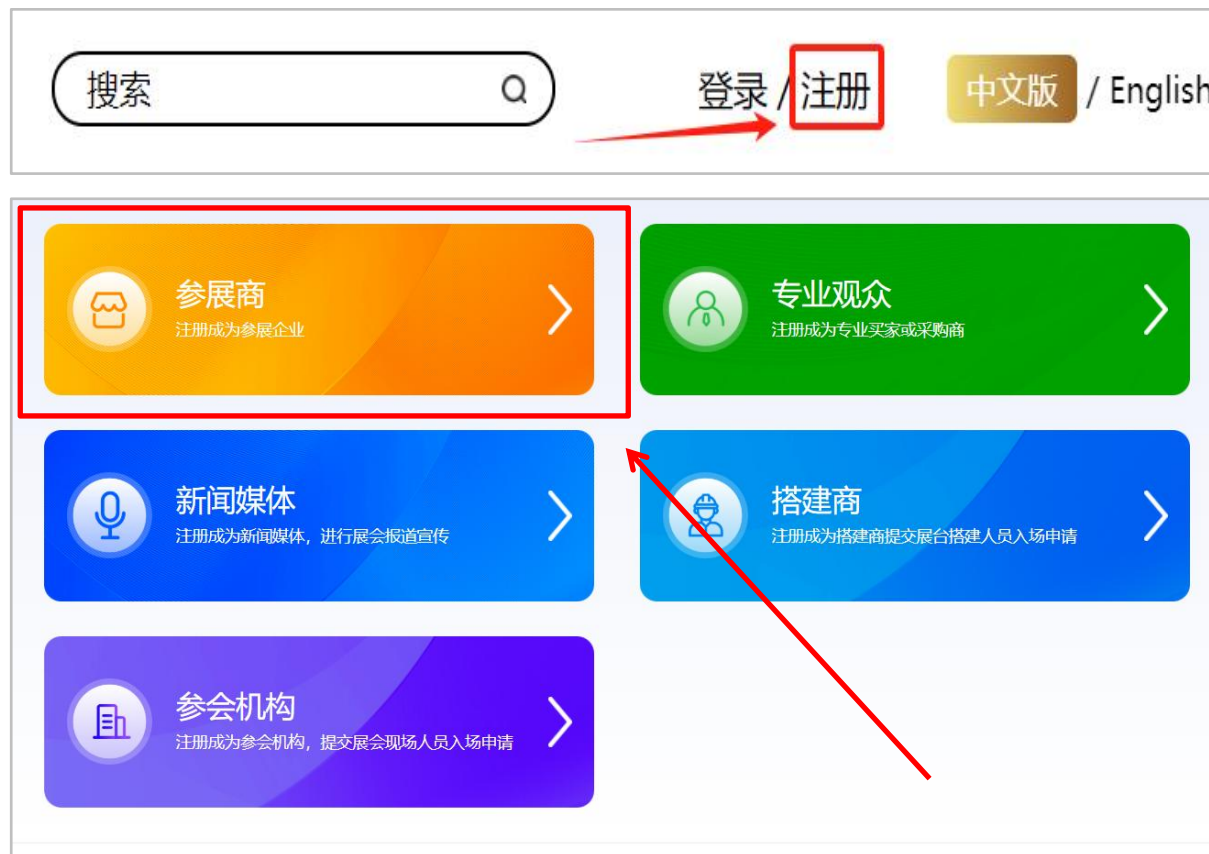 搜索
登录 / 注册
中文版 / English
参展商
注册成为参展企业
专业观众
注册成为专业买家或采购商
新闻媒体
注册成为新闻媒体，进行展会报道宣传
搭建商
注册成为搭建商提交展台搭建人员入场申请
参会机构
注册成为参会机构，提交展会现场人员入场申请